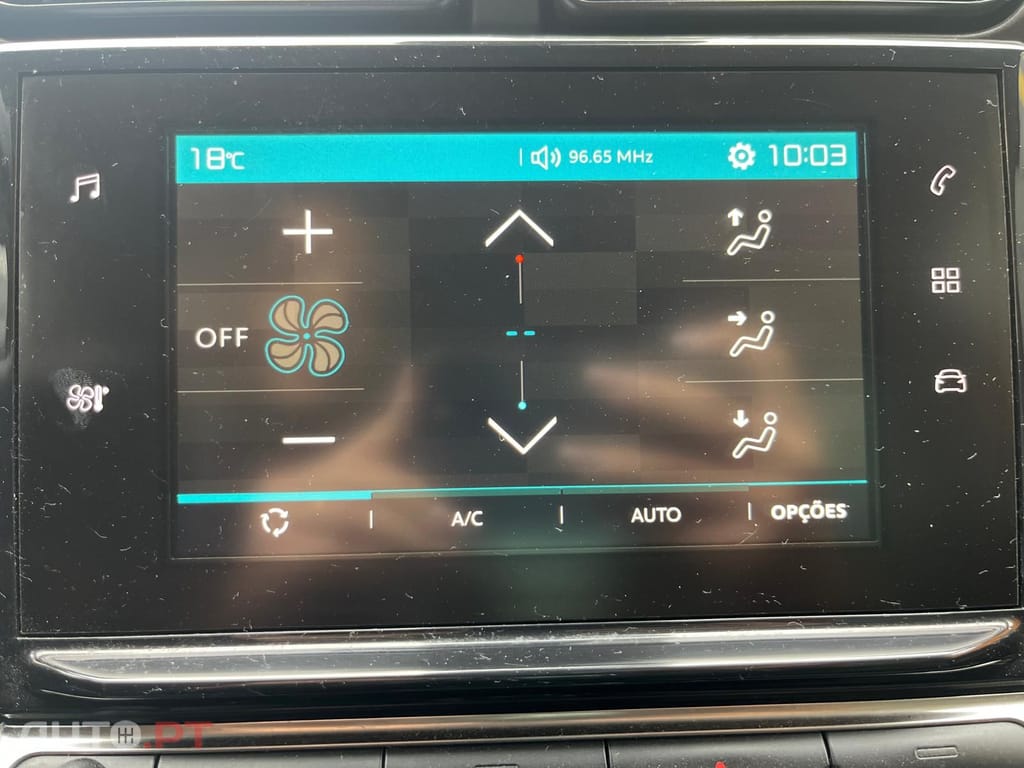 18°C 96.65 MHz 10:03
OFF
A/C AUTO OPÇÕES
AUTO.PT